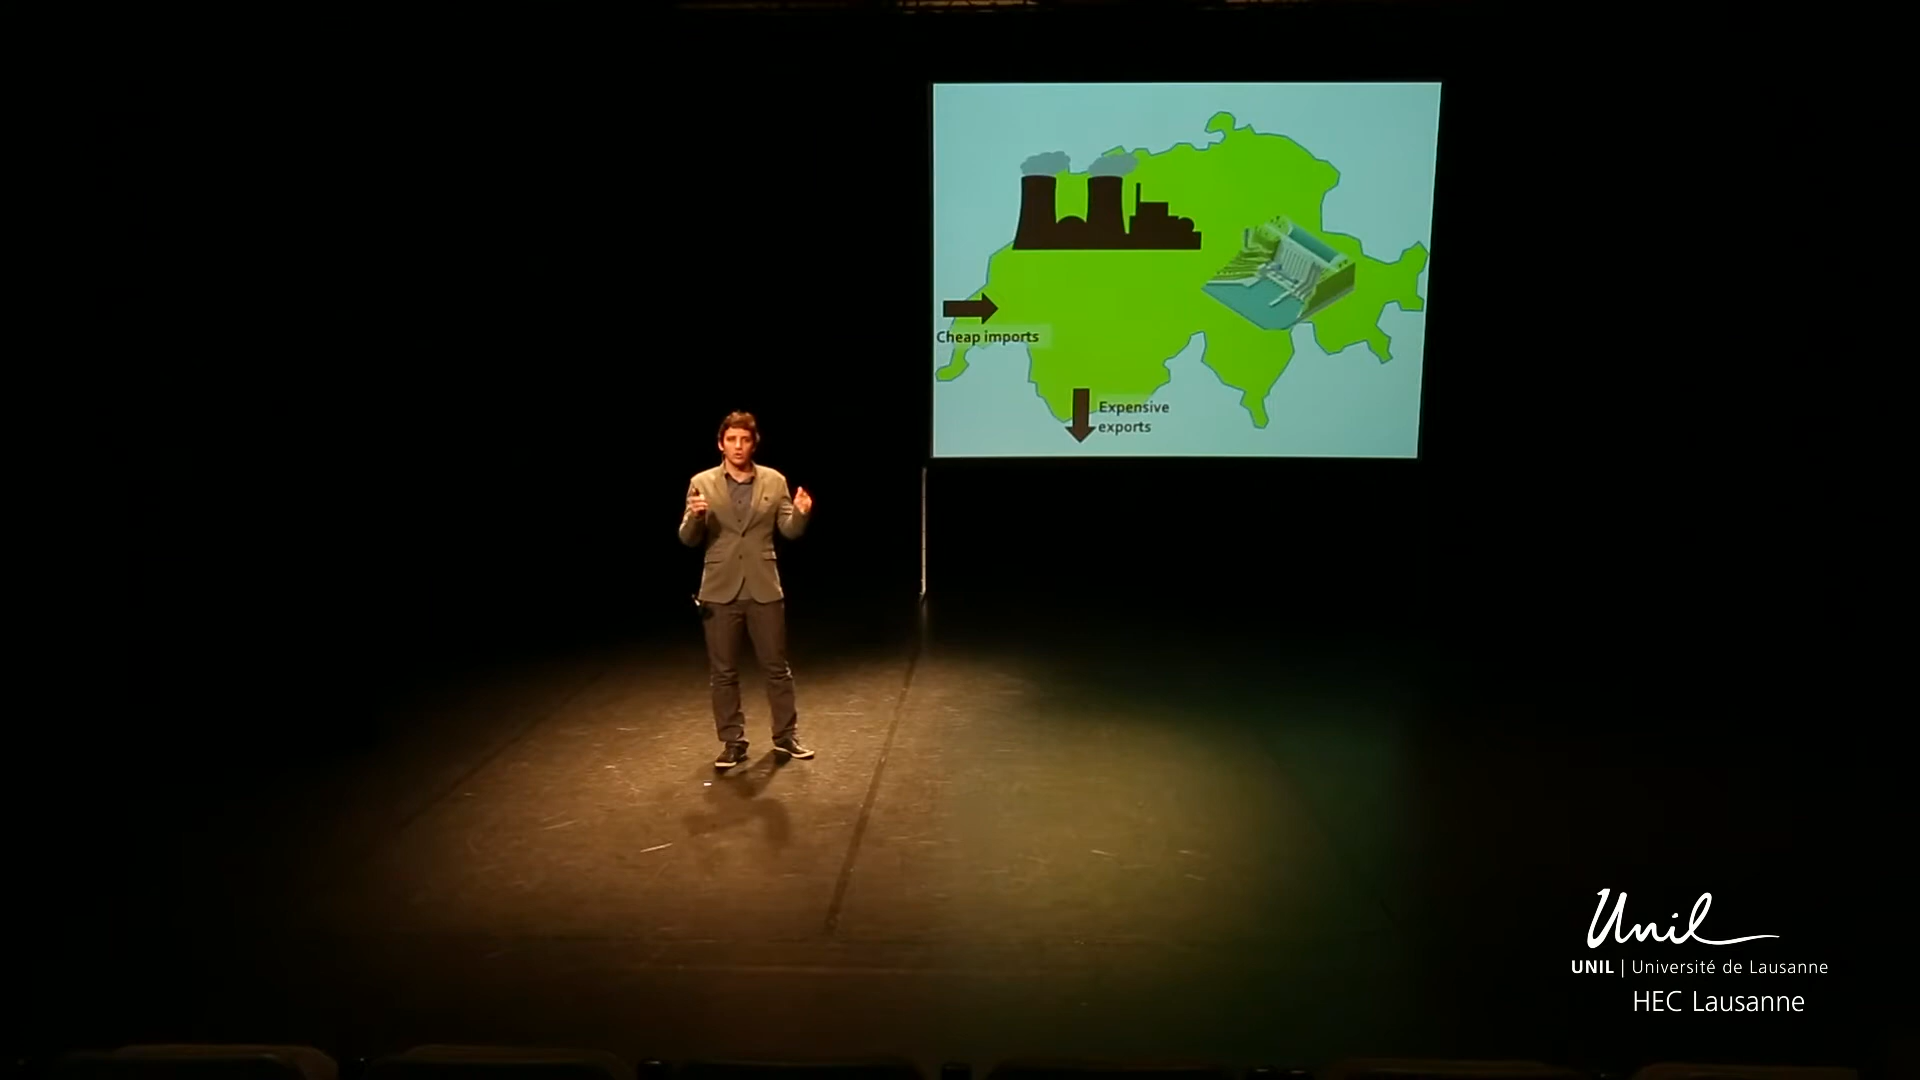 Cheap imports
Expensive
exports
Unil
UNIL | Université de Lausanne
HEC Lausanne